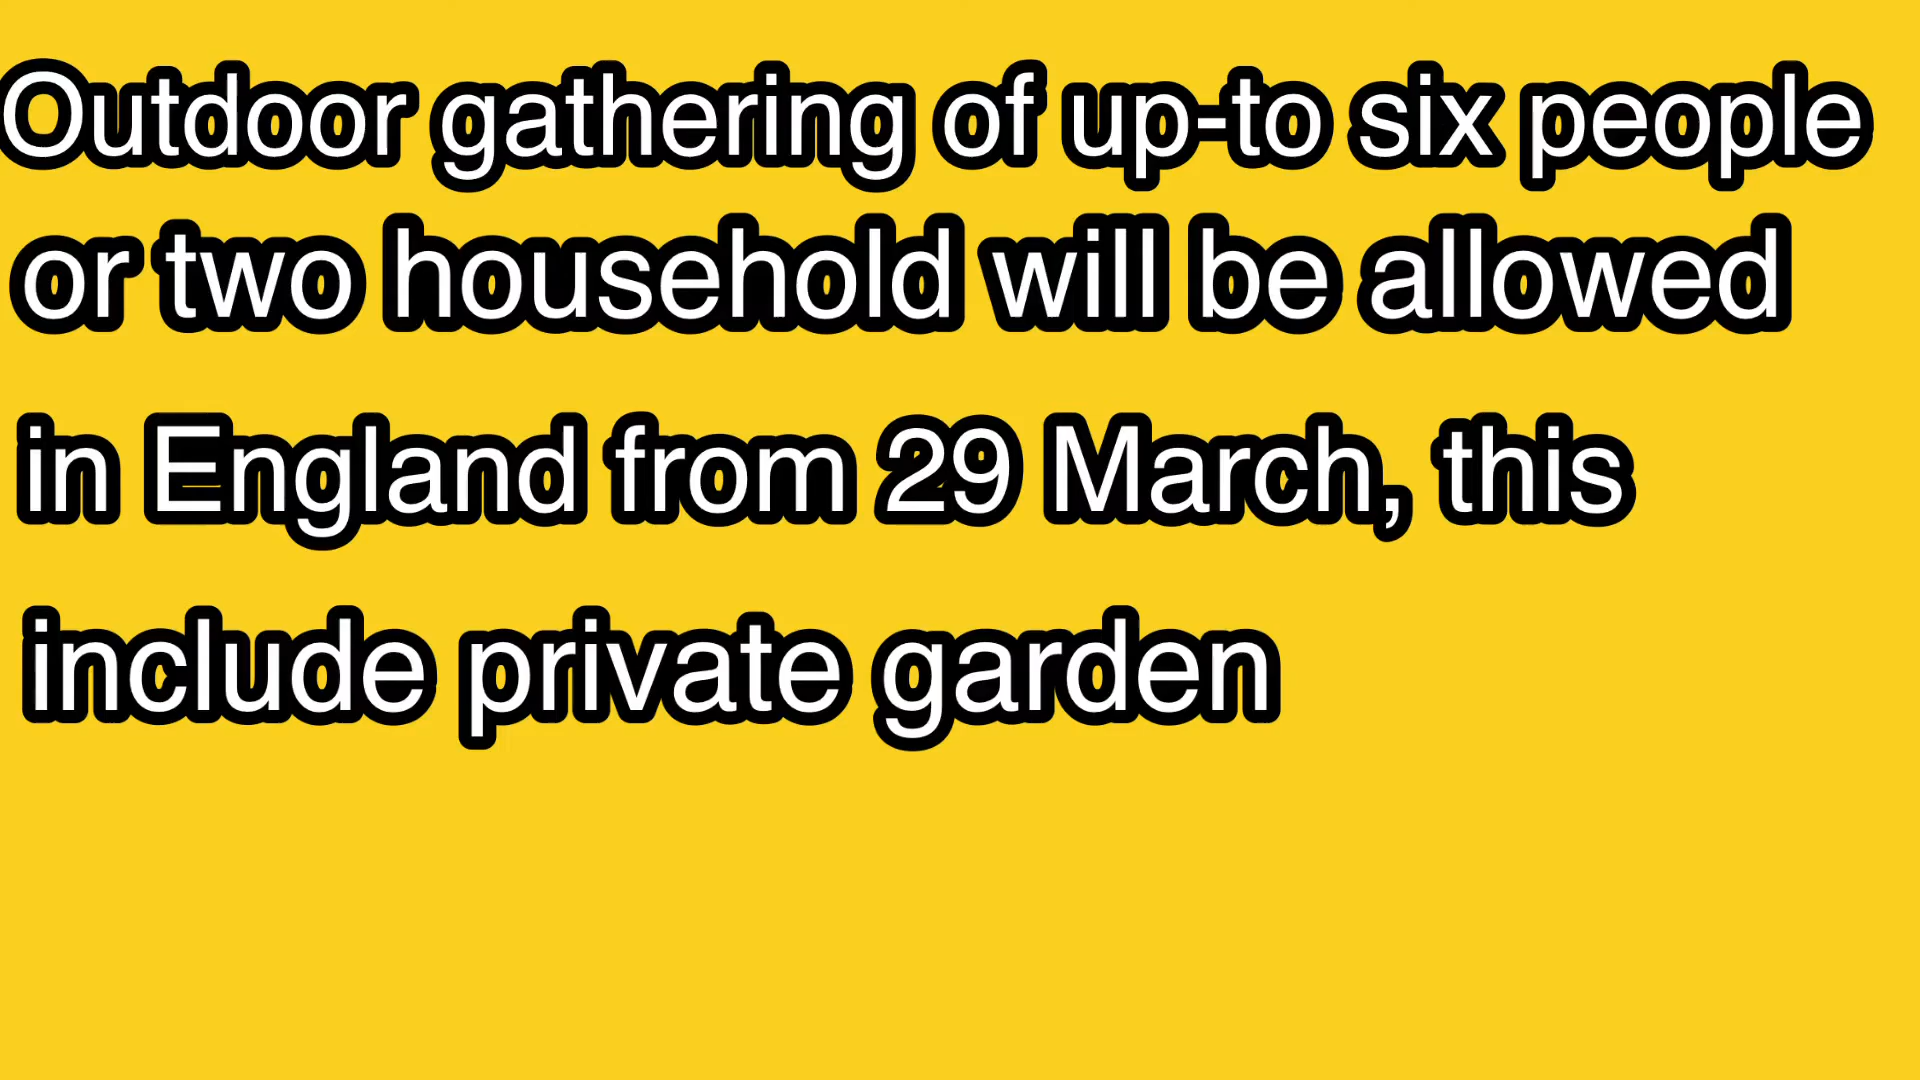 Outdoor gathering of up-to six people
or two household will be allowed
in England from 29 March, this
include private garden